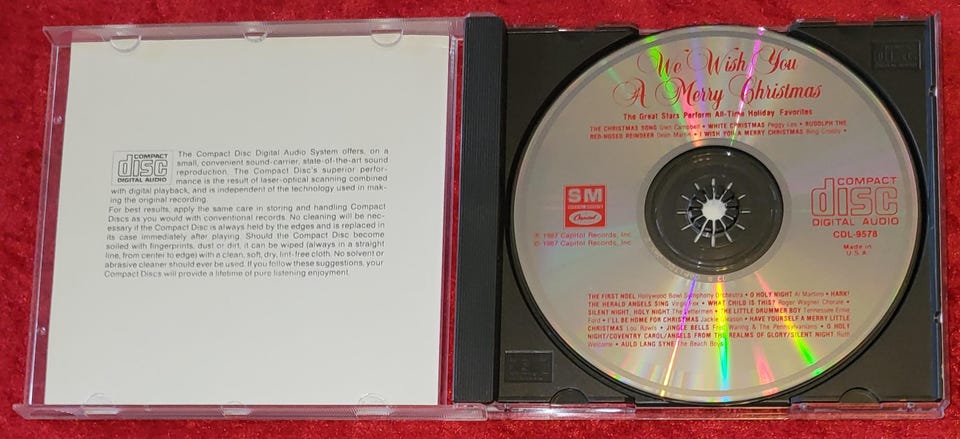 COMPACT
disc
DIGITAL AUDIO
The Compact Disc Digital Audio System offers, on a
small, convenient sound-carrier, state-of-the-art sound
reproduction. The Compact Disc's superior perfor-
mance is the result of laser-optical scanning combined
with digital playback, and is independent of the technology used in mak-
ing the original recording.
For best results, apply the same care in storing and handling Compact
Discs as you would with conventional records. No cleaning will be nec-
essary if the Compact Disc is always held by the edges and is replaced in
its case immediately after playing. Should the Compact Disc become
soiled with fingerprints, dust or dirt, it can be wiped (always in a straight
line, from center to edge) with a clean, soft, dry, lint-free cloth. No solvent or
abrasive cleaner should ever be used. If you follow these suggestions, your
Compact Discs will provide a lifetime of pure listening enjoyment.
We Wish You
A Merry Christmas
The Great Stars Perform All-Time Holiday Favorites
THE CHRISTMAS SONG Glen Campbell • WHITE CHRISTMAS Peggy Lee • RUDOLPH THE
RED-NOSED REINDEER Dean Martin • I WISH YOU A MERRY CHRISTMAS Bing Crosby •
SM
Capitol
℗ 1987 Capitol Records, Inc
© 1987 Capitol Records, Inc
COMPACT
disc
DIGITAL AUDIO
CDL-9578
Made in
U.S.A.
THE FIRST NOEL Hollywood Bowl Symphony Orchestra • O HOLY NIGHT Al Martino • HARK!
THE HERALD ANGELS SING Virgil Fox • WHAT CHILD IS THIS? Roger Wagner Chorale •
SILENT NIGHT, HOLY NIGHT The Lettermen • THE LITTLE DRUMMER BOY Tennessee Ernie
Ford • I'LL BE HOME FOR CHRISTMAS Jackie Gleason • HAVE YOURSELF A MERRY LITTLE
CHRISTMAS Lou Rawls • JINGLE BELLS Fred Waring & The Pennsylvanians • O HOLY
NIGHT/COVENTRY CAROL/ANGELS FROM THE REALMS OF GLORY/SILENT NIGHT Ruth
Welcome • AULD LANG SYNE The Beach Boys